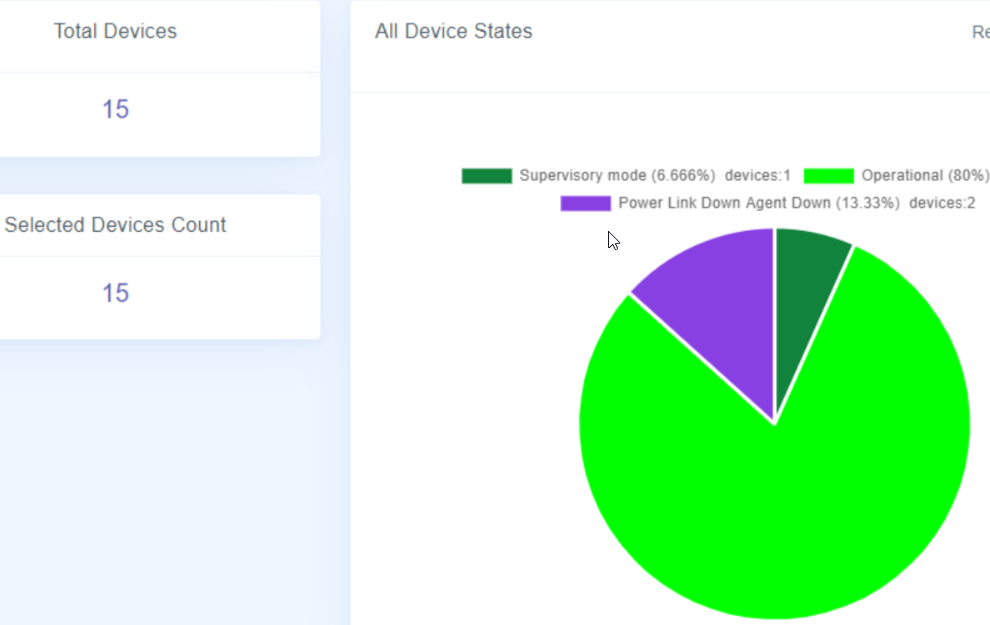 Total Devices
15
Selected Devices Count
15
All Device States
Supervisory mode (6.666%) devices:1 Operational (80%)
Power Link Down Agent Down (13.33%) devices:2